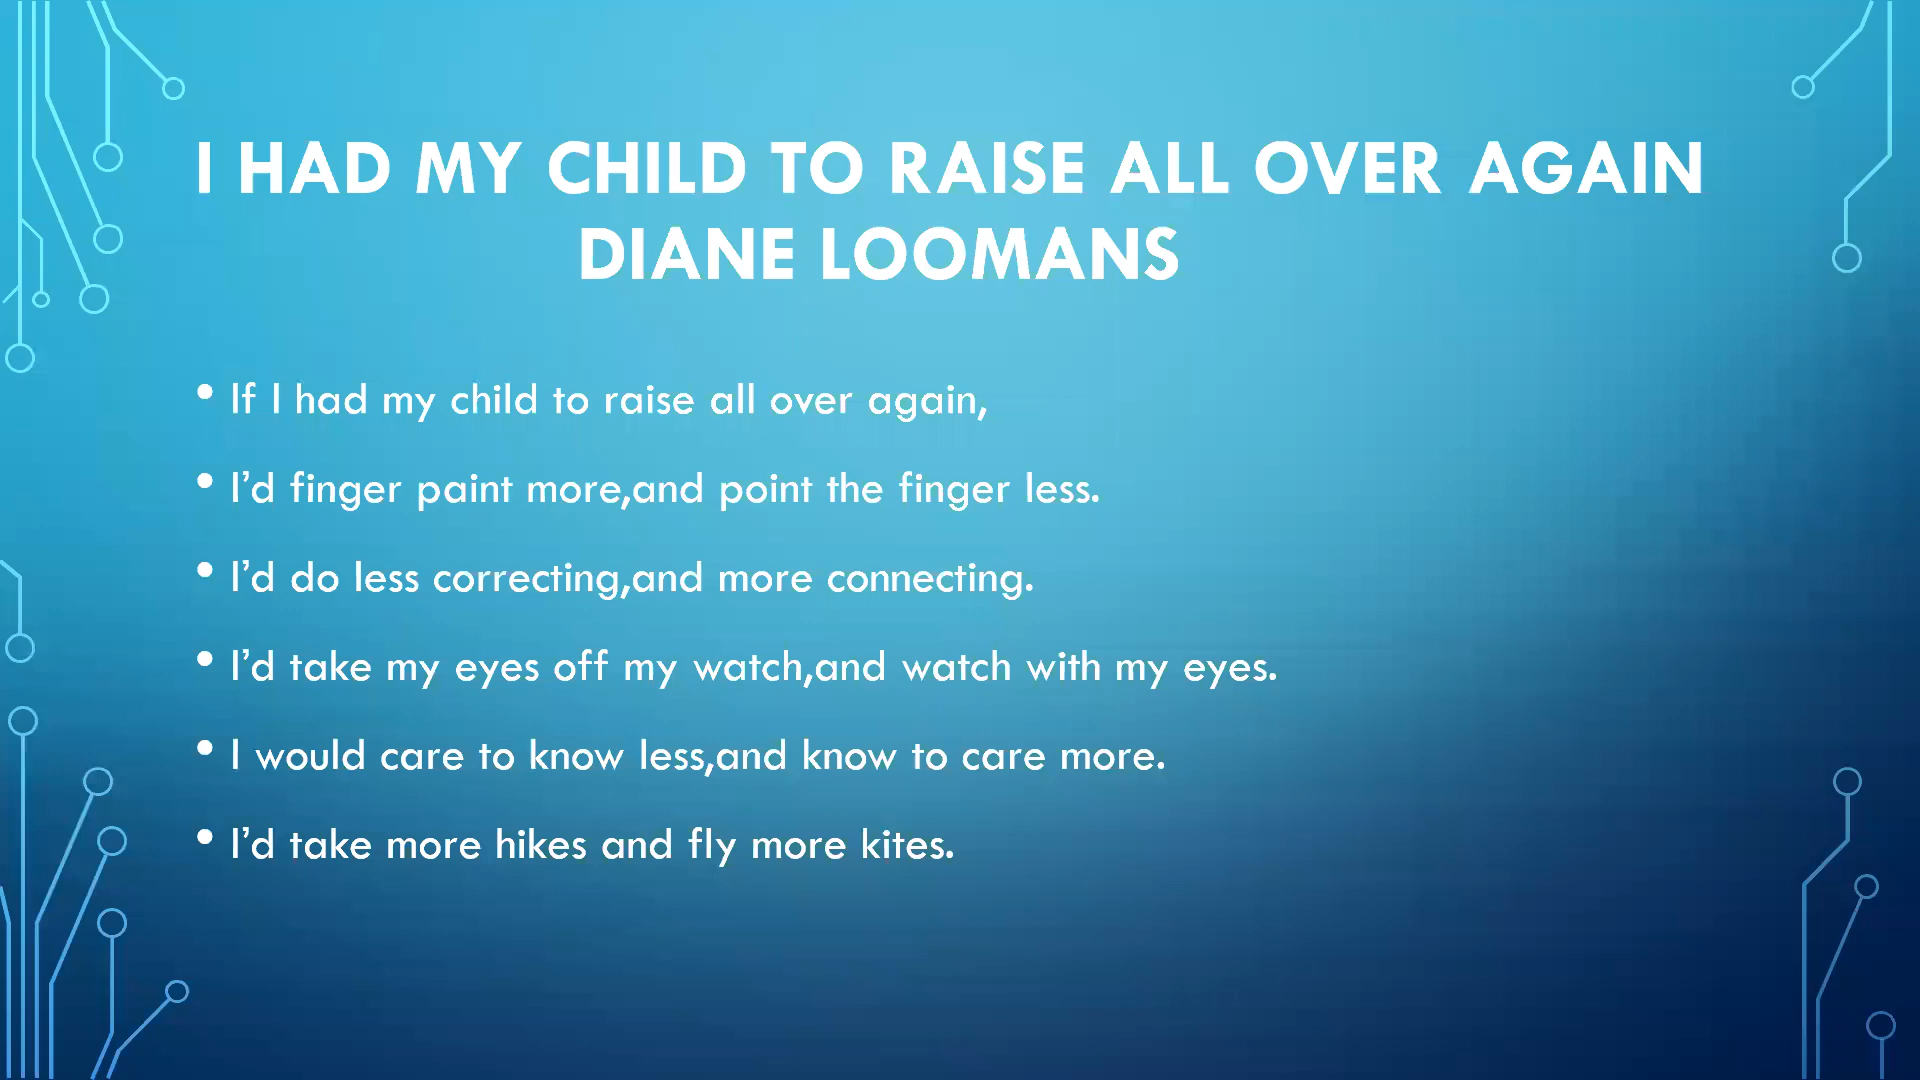 I HAD MY CHILD TO RAISE ALL OVER AGAIN
DIANE LOOMANS
• If I had my child to raise all over again,
• I’d finger paint more,and point the finger less.
• I’d do less correcting,and more connecting.
• I’d take my eyes off my watch,and watch with my eyes.
• I would care to know less,and know to care more.
• I’d take more hikes and fly more kites.